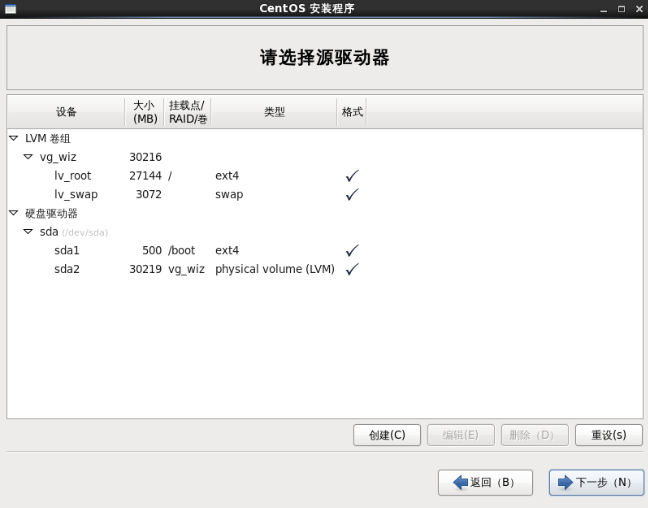 CentOS 安装程序
请选择源驱动器
设备 大小 (MB) 挂载点/ RAID/卷 类型 格式
LVM 卷组
vg_wiz 30216
lv_root 27144 / ext4
lv_swap 3072 swap
硬盘驱动器
sda (/dev/sda)
sda1 500 /boot ext4
sda2 30219 vg_wiz physical volume (LVM)
创建(C) 编辑(E) 删除（D） 重设(s)
返回（B） 下一步（N）